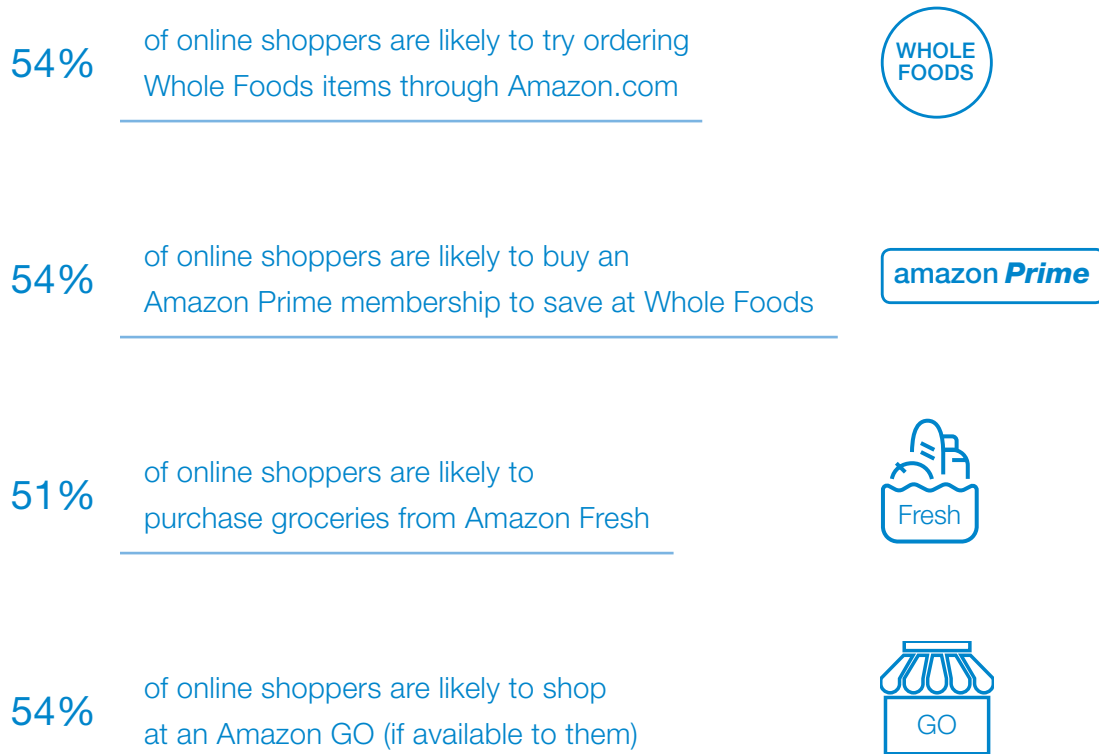 54%
of online shoppers are likely to try ordering
Whole Foods items through Amazon.com
WHOLE
FOODS
54%
of online shoppers are likely to buy an
Amazon Prime membership to save at Whole Foods
amazon Prime
51%
of online shoppers are likely to
purchase groceries from Amazon Fresh
Fresh
54%
of online shoppers are likely to shop
at an Amazon GO (if available to them)
GO